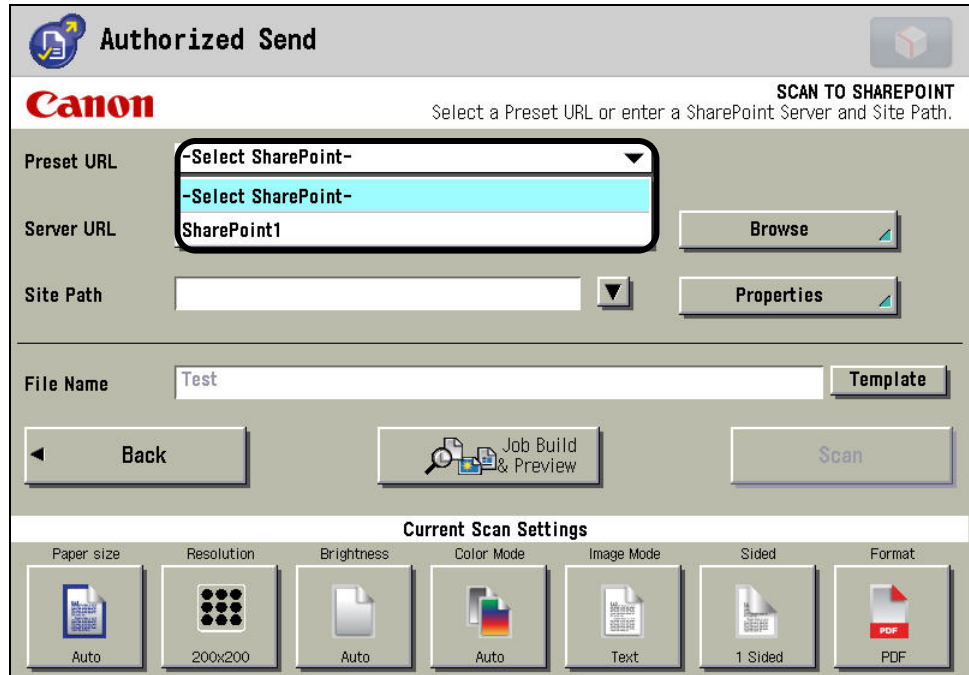 Authorized Send
Canon
SCAN TO SHAREPOINT
Select a Preset URL or enter a SharePoint Server and Site Path.
Preset URL
-Select SharePoint-
-Select SharePoint-
Server URL
SharePoint1
Browse
Site Path
Properties
File Name
Test
Template
Back
Job Build
& Preview
Scan
Current Scan Settings
Paper size Resolution Brightness Color Mode Image Mode Sided Format
PDF
Auto 200x200 Auto Auto Text 1 Sided PDF